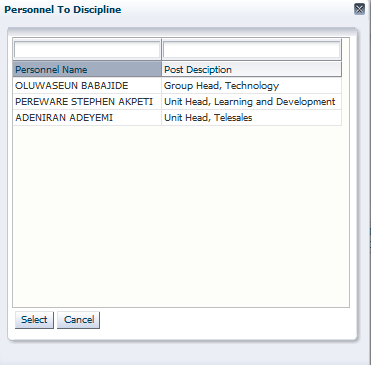 Personnel To Discipline
Personnel Name Post Desciption
OLUWASEUN BABAJIDE Group Head, Technology
PEREWARE STEPHEN AKPETI Unit Head, Learning and Development
ADENIRAN ADEYEMI Unit Head, Telesales
Select Cancel